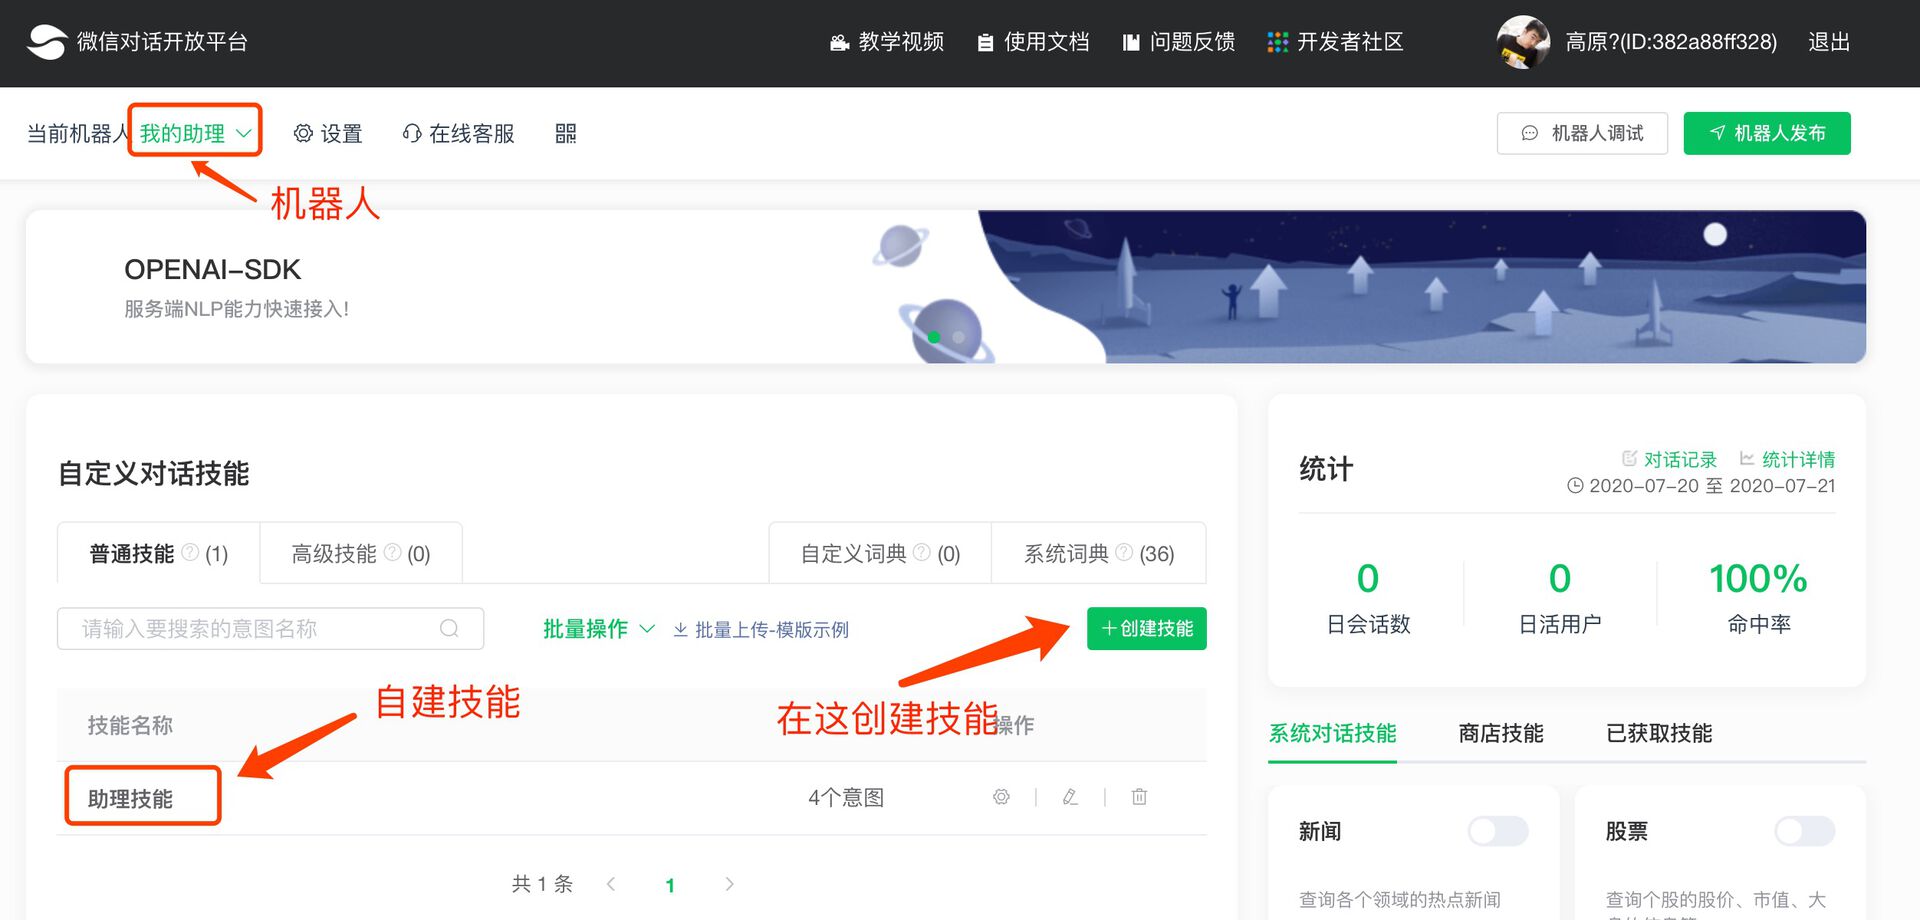 微信对话开放平台
教学视频 使用文档 问题反馈 开发者社区 高原?(ID:382a88ff328) 退出
当前机器人 我的助理 设置 在线客服 机器人调试 机器人发布
机器人
OPENAI-SDK
服务端NLP能力快速接入!
自定义对话技能
普通技能 ? (1) 高级技能 ? (0) 自定义词典 ? (0) 系统词典 ? (36)
请输入要搜索的意图名称 批量操作 批量上传-模版示例 +创建技能
自建技能
在这创建技能
技能名称 操作
助理技能 4个意图
共 1 条 < 1 >
统计
对话记录 统计详情
2020-07-20 至 2020-07-21
0 0 100%
日会话数 日活用户 命中率
系统对话技能 商店技能 已获取技能
新闻 股票
查询各个领域的热点新闻 查询个股的股价、市值、大